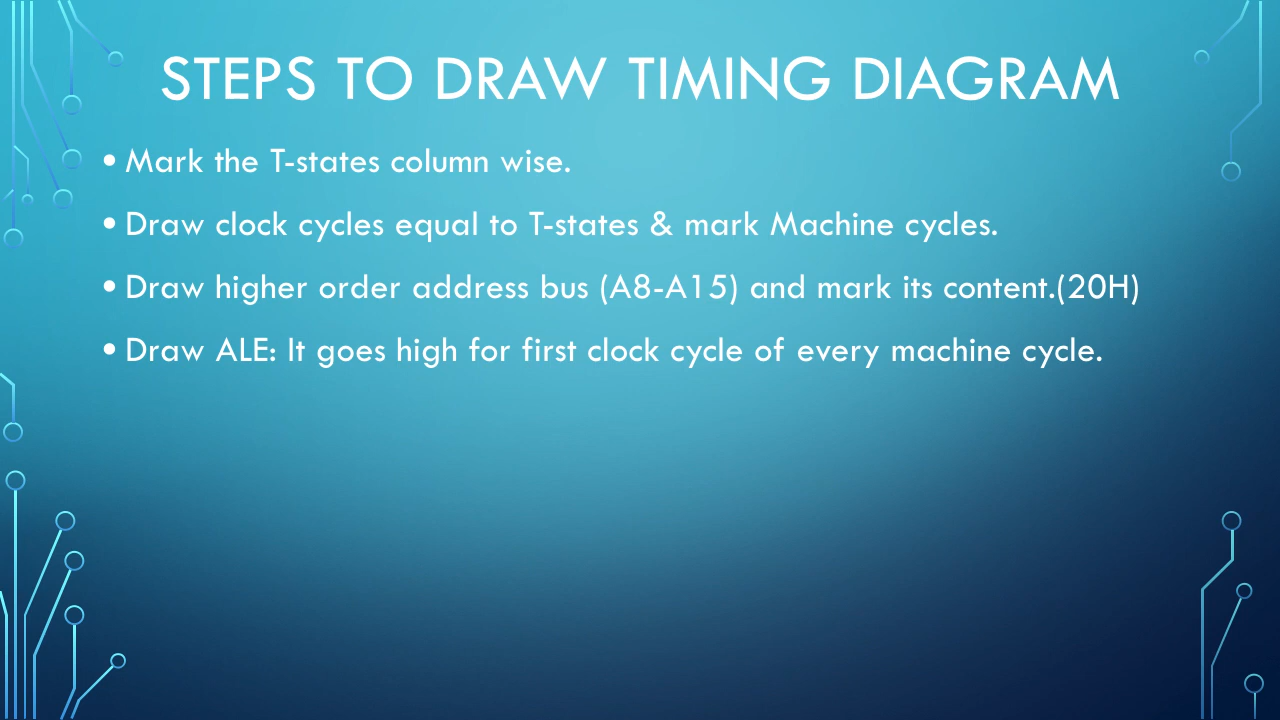 STEPS TO DRAW TIMING DIAGRAM
• Mark the T-states column wise.
• Draw clock cycles equal to T-states & mark Machine cycles.
• Draw higher order address bus (A8-A15) and mark its content.(20H)
• Draw ALE: It goes high for first clock cycle of every machine cycle.